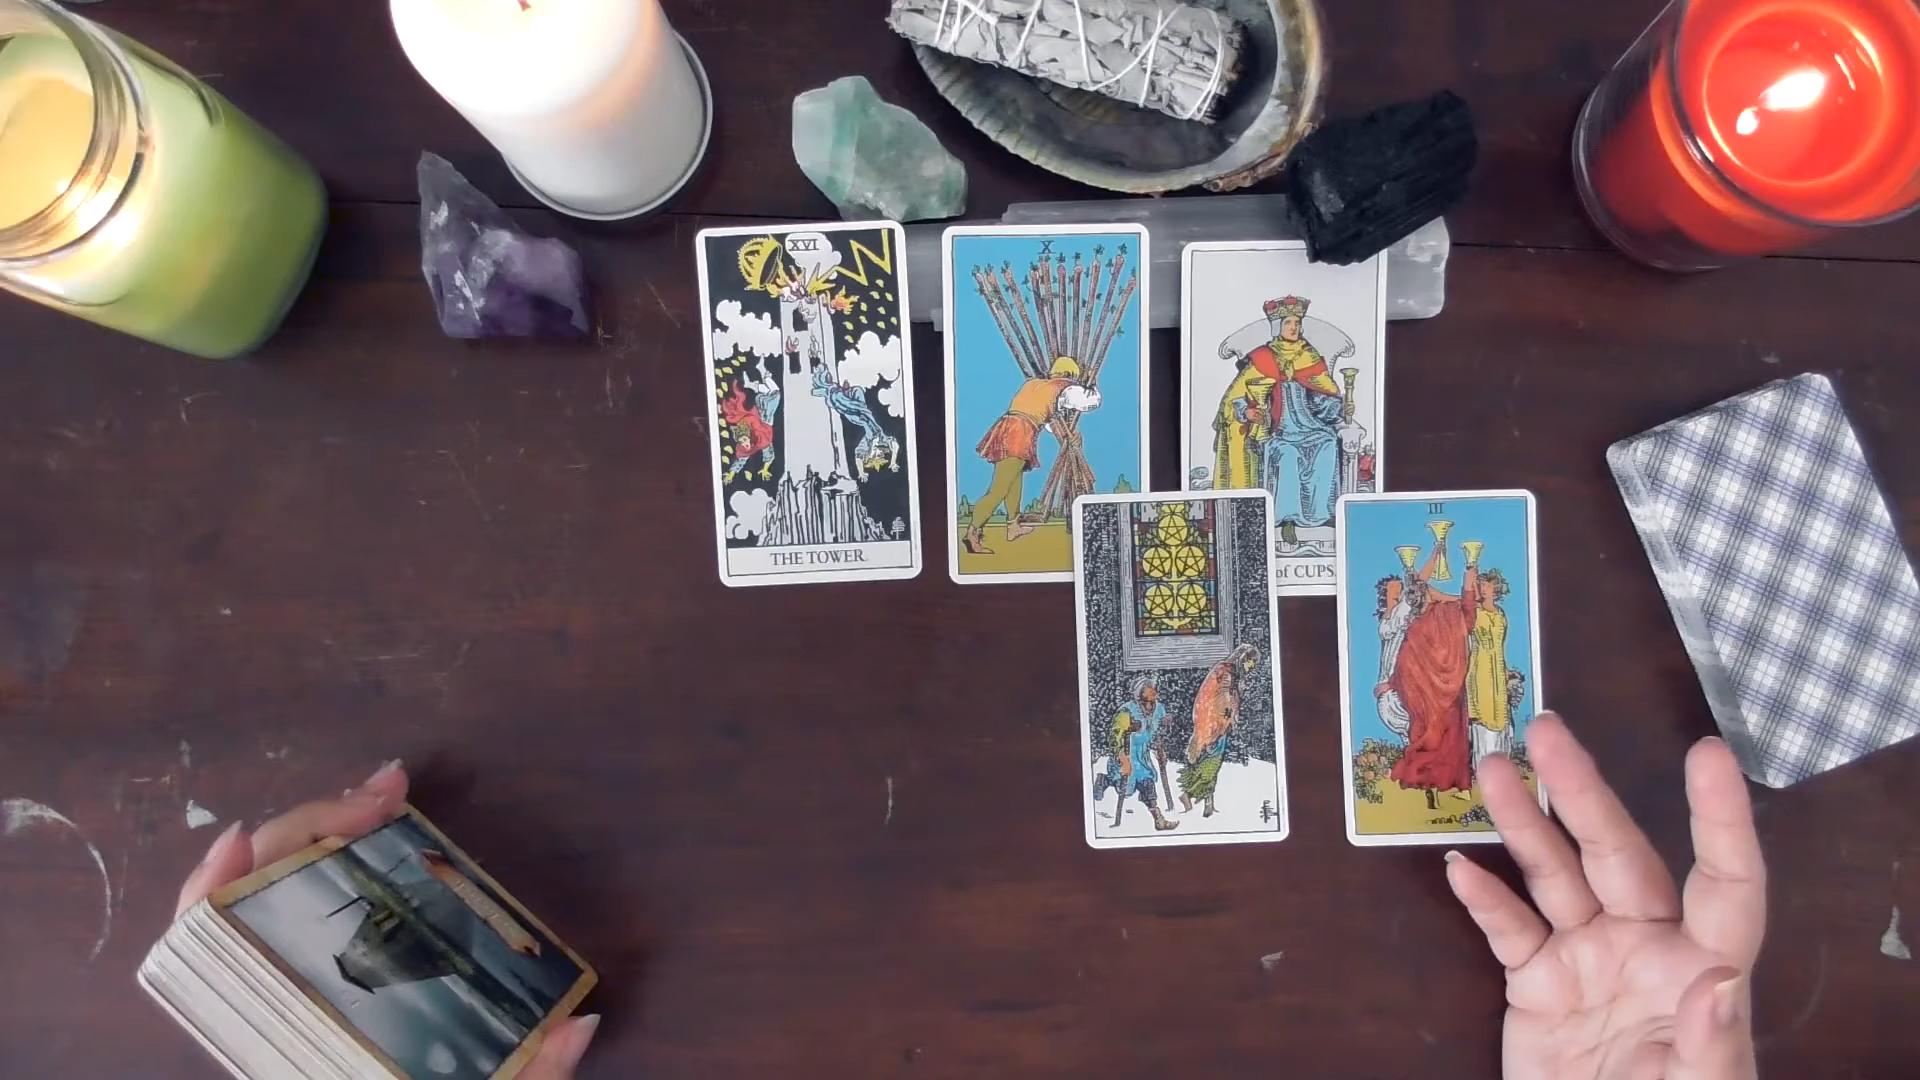 XVI
THE TOWER.
X
of CUPS.
III